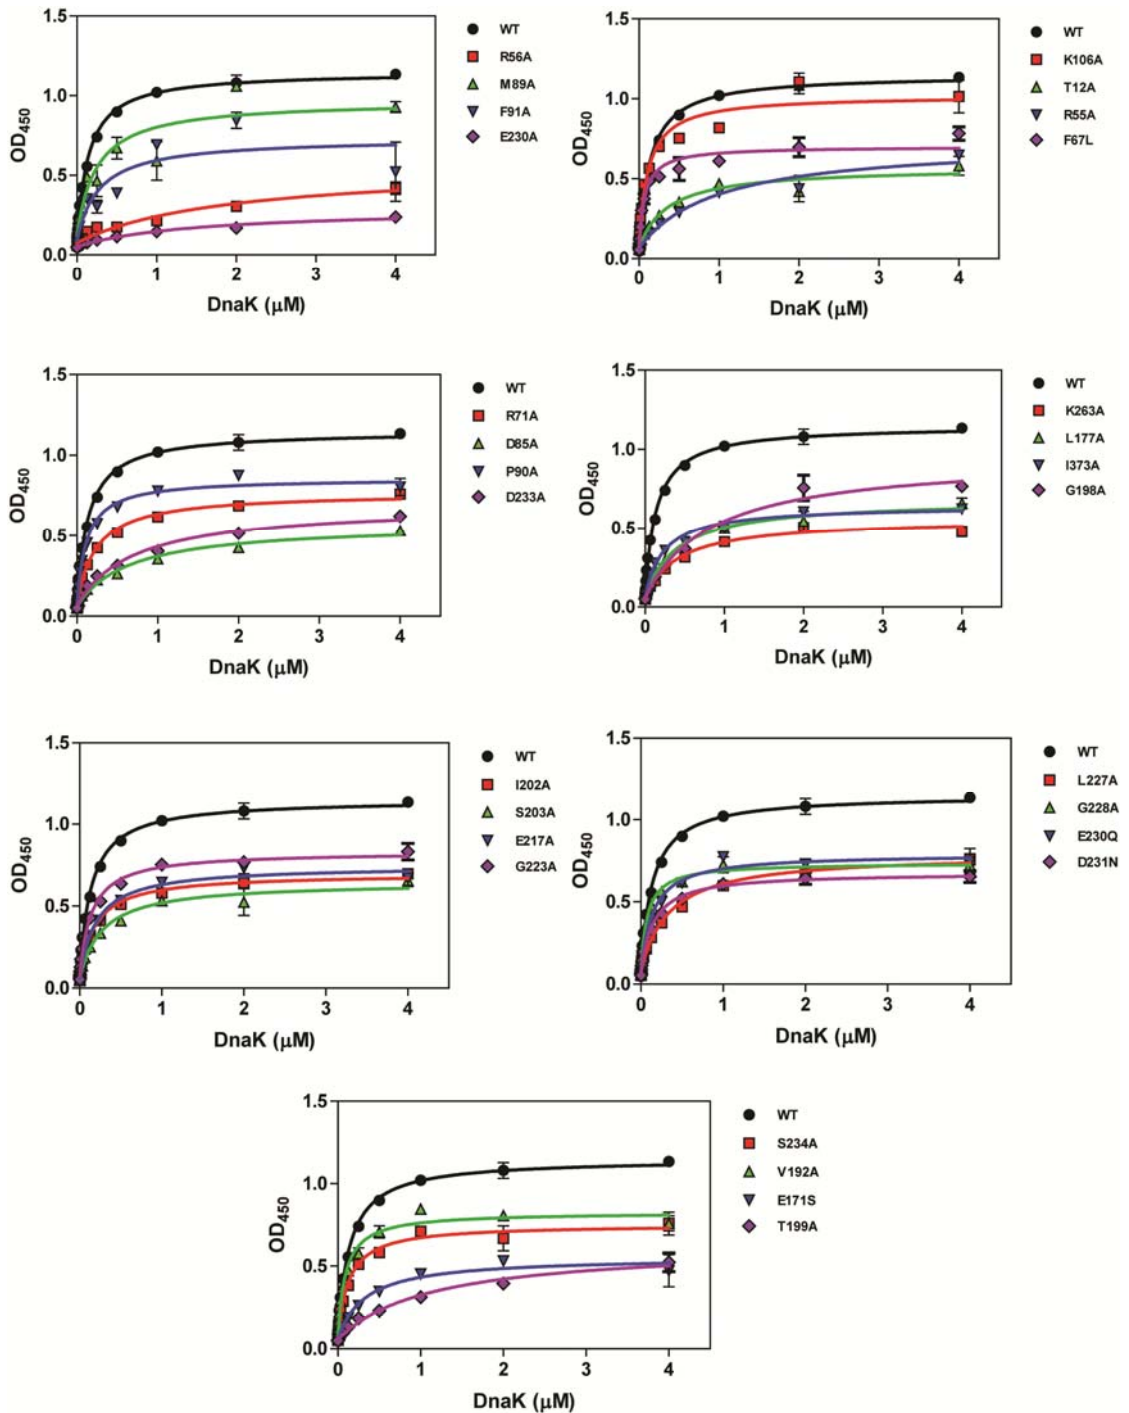 1.5
1.0
0.5
0.0
OD450
0 1 2 3 4
DnaK (μM)
WT
R56A
M89A
F91A
E230A
1.5
1.0
0.5
0.0
OD450
0 1 2 3 4
DnaK (μM)
WT
K106A
T12A
R55A
F67L
1.5
1.0
0.5
0.0
OD450
0 1 2 3 4
DnaK (μM)
WT
R71A
D85A
P90A
D233A
1.5
1.0
0.5
0.0
OD450
0 1 2 3 4
DnaK (μM)
WT
K263A
L177A
I373A
G198A
1.5
1.0
0.5
0.0
OD450
0 1 2 3 4
DnaK (μM)
WT
I202A
S203A
E217A
G223A
1.5
1.0
0.5
0.0
OD450
0 1 2 3 4
DnaK (μM)
WT
L227A
G228A
E230Q
D231N
1.5
1.0
0.5
0.0
OD450
0 1 2 3 4
DnaK (μM)
WT
S234A
V192A
E171S
T199A